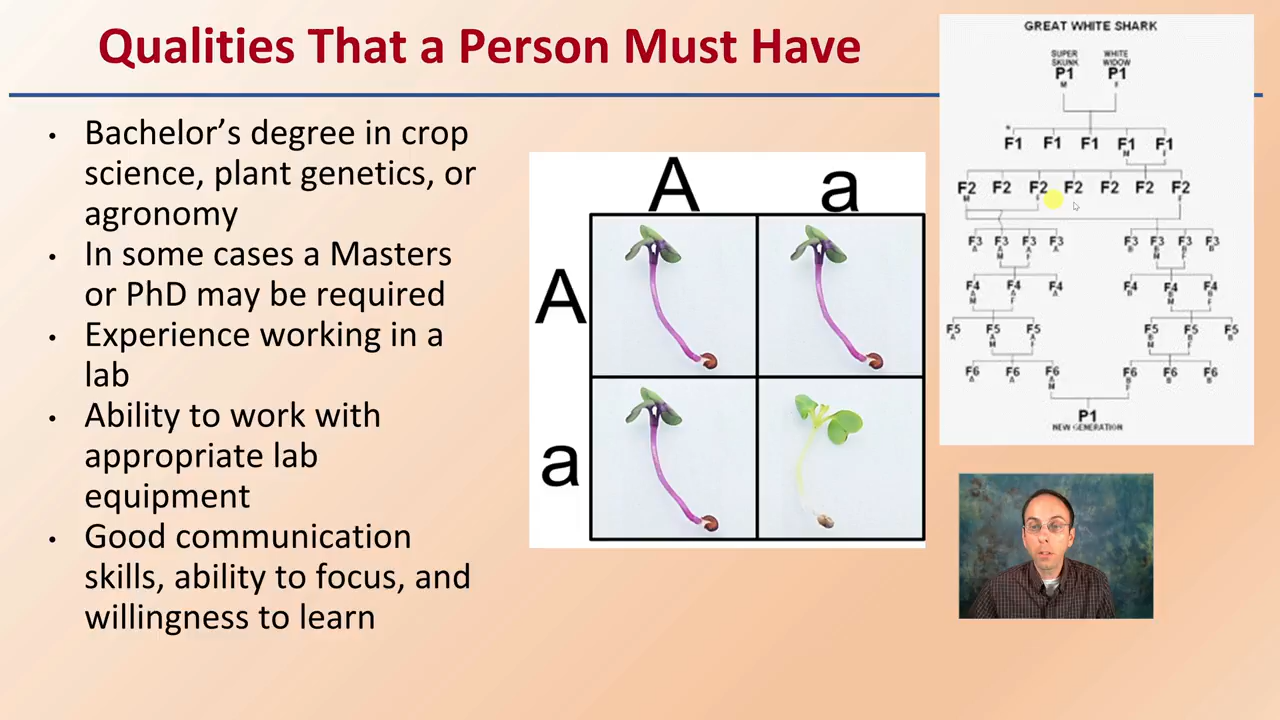 Qualities That a Person Must Have
• Bachelor's degree in crop
science, plant genetics, or
agronomy
• In some cases a Masters
or PhD may be required
• Experience working in a
lab
• Ability to work with
appropriate lab
equipment
• Good communication
skills, ability to focus, and
willingness to learn
A a
A
a
GREAT WHITE SHARK
SUPER WHITE
SKUNK WIDOW
P1 P1
M F
*
F1 F1 F1 F1 F1
M
F2 F2 F2 F2 F2 F2 F2
M
F3 F3 F3 F3 F3 F3 F3 F3
A A A A B B B B
M F M F
F4 F4 F4 F4 F4 F4
A A A B B B
M F M F
F5 F5 F5 F5 F5 F5
A A A B B B
M F M F
F6 F6 F6 F6 F6 F6
A A A B B B
M F
P1
NEW GENERATION